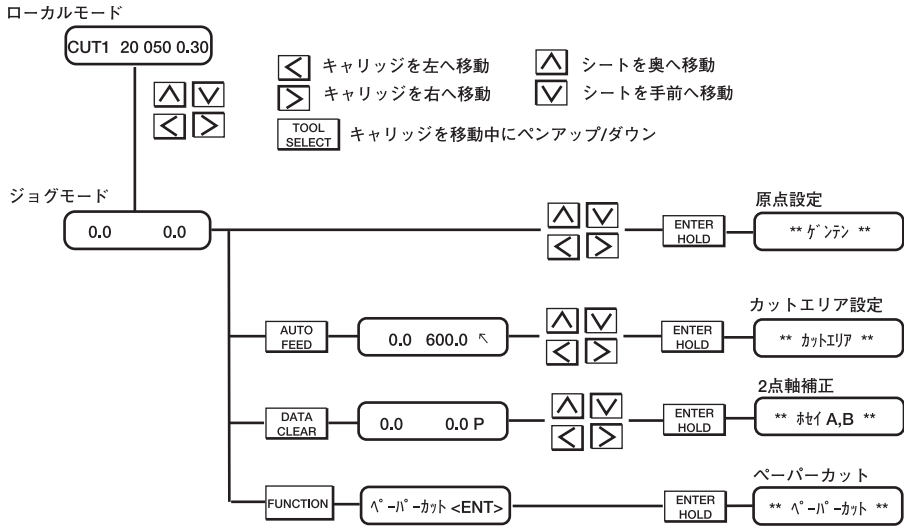 ローカルモード
CUT1 20 050 0.30
キャリッジを左へ移動
シートを奥へ移動
キャリッジを右へ移動
シートを手前へ移動
TOOL
SELECT
キャリッジを移動中にペンアップ/ダウン
ジョグモード
0.0 0.0
ENTER
HOLD
原点設定
** ｹﾞﾝﾃﾝ **
AUTO
FEED
0.0 600.0 ↖
ENTER
HOLD
カットエリア設定
** ｶｯﾄｴﾘｱ **
DATA
CLEAR
0.0 0.0 P
ENTER
HOLD
2点軸補正
** ﾎｾｲ A,B **
FUNCTION
ﾍﾟｰﾊﾟｰｶｯﾄ <ENT>
ENTER
HOLD
ペーパーカット
** ﾍﾟｰﾊﾟｰｶｯﾄ **